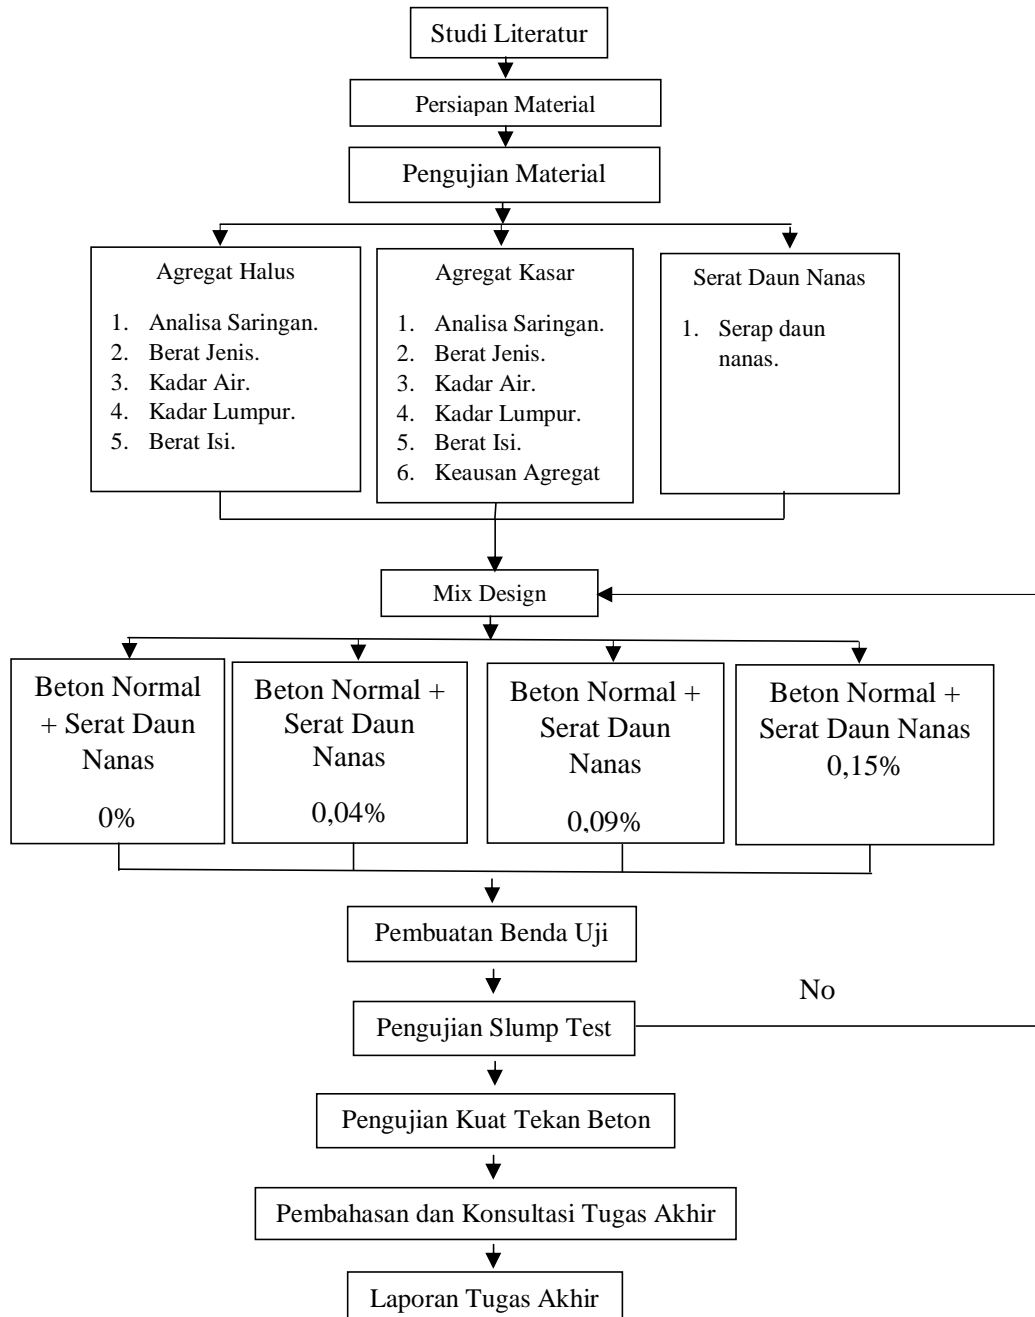 Studi Literatur
Persiapan Material
Pengujian Material
Agregat Halus
1. Analisa Saringan.
2. Berat Jenis.
3. Kadar Air.
4. Kadar Lumpur.
5. Berat Isi.
Agregat Kasar
1. Analisa Saringan.
2. Berat Jenis.
3. Kadar Air.
4. Kadar Lumpur.
5. Berat Isi.
6. Keausan Agregat
Serat Daun Nanas
1. Serap daun
nanas.
Mix Design
Beton Normal
+ Serat Daun
Nanas
0%
Beton Normal +
Serat Daun
Nanas
0,04%
Beton Normal +
Serat Daun
Nanas
0,09%
Beton Normal +
Serat Daun Nanas
0,15%
Pembuatan Benda Uji
Pengujian Slump Test
No
Pengujian Kuat Tekan Beton
Pembahasan dan Konsultasi Tugas Akhir
Laporan Tugas Akhir